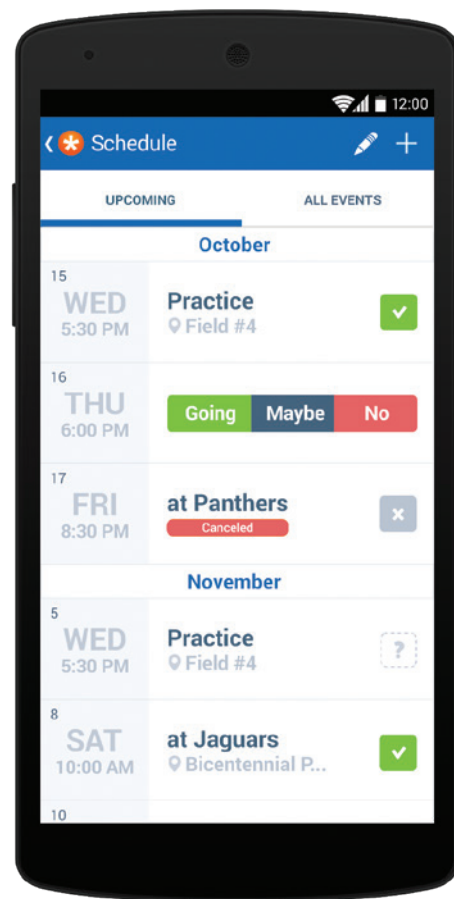 12:00
Schedule
UPCOMING ALL EVENTS
October
15
WED
5:30 PM
Practice
Field #4
16
THU
6:00 PM
Going Maybe No
17
FRI
8:30 PM
at Panthers
Canceled
November
5
WED
5:30 PM
Practice
Field #4
?
8
SAT
10:00 AM
at Jaguars
Bicentennial P...
10